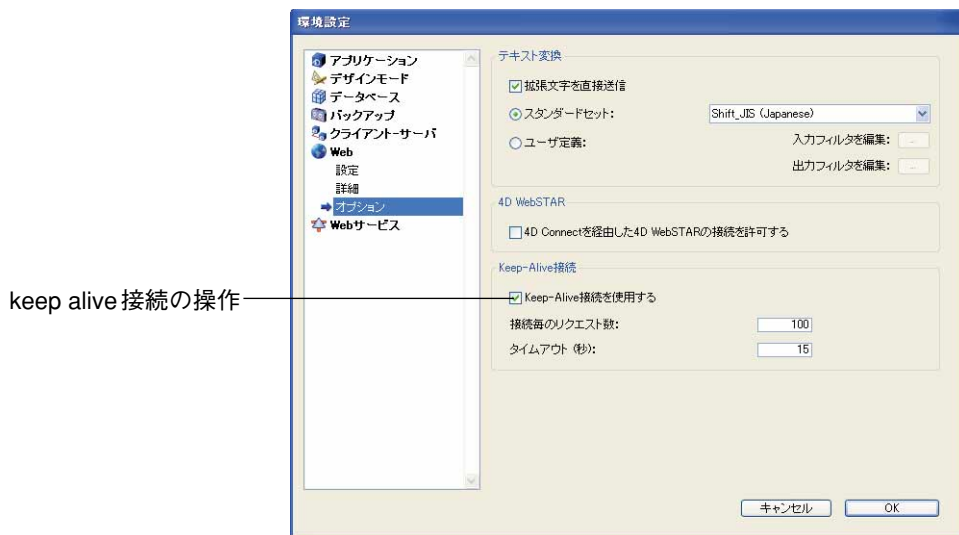 環境設定
アプリケーション
デザインモード
データベース
バックアップ
クライアント-サーバ
Web
設定
詳細
オプション
Webサービス
テキスト変換
拡張文字を直接送信
スタンダードセット:
Shift_JIS (Japanese)
ユーザ定義:
入力フィルタを編集:
...
出力フィルタを編集:
...
4D WebSTAR
4D Connectを経由した4D WebSTARの接続を許可する
Keep-Alive接続
keep alive接続の操作
Keep-Alive接続を使用する
接続毎のリクエスト数:
100
タイムアウト (秒):
15
キャンセル
OK